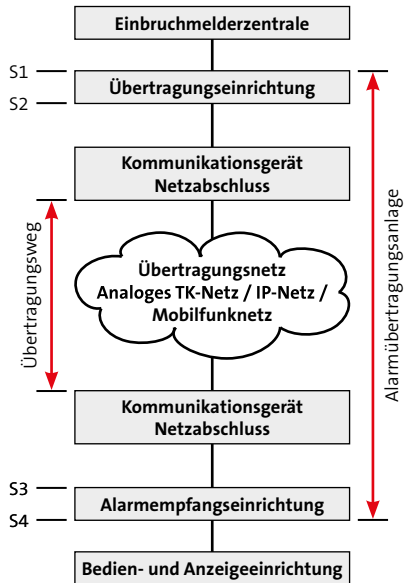 Einbruchmelderzentrale
S1
Übertragungseinrichtung
S2
Kommunikationsgerät
Netzabschluss
Übertragungsweg
Übertragungsnetz
Analoges TK-Netz / IP-Netz /
Mobilfunknetz
Alarmübertragungsanlage
Kommunikationsgerät
Netzabschluss
S3
Alarmempfangseinrichtung
S4
Bedien- und Anzeigeeinrichtung